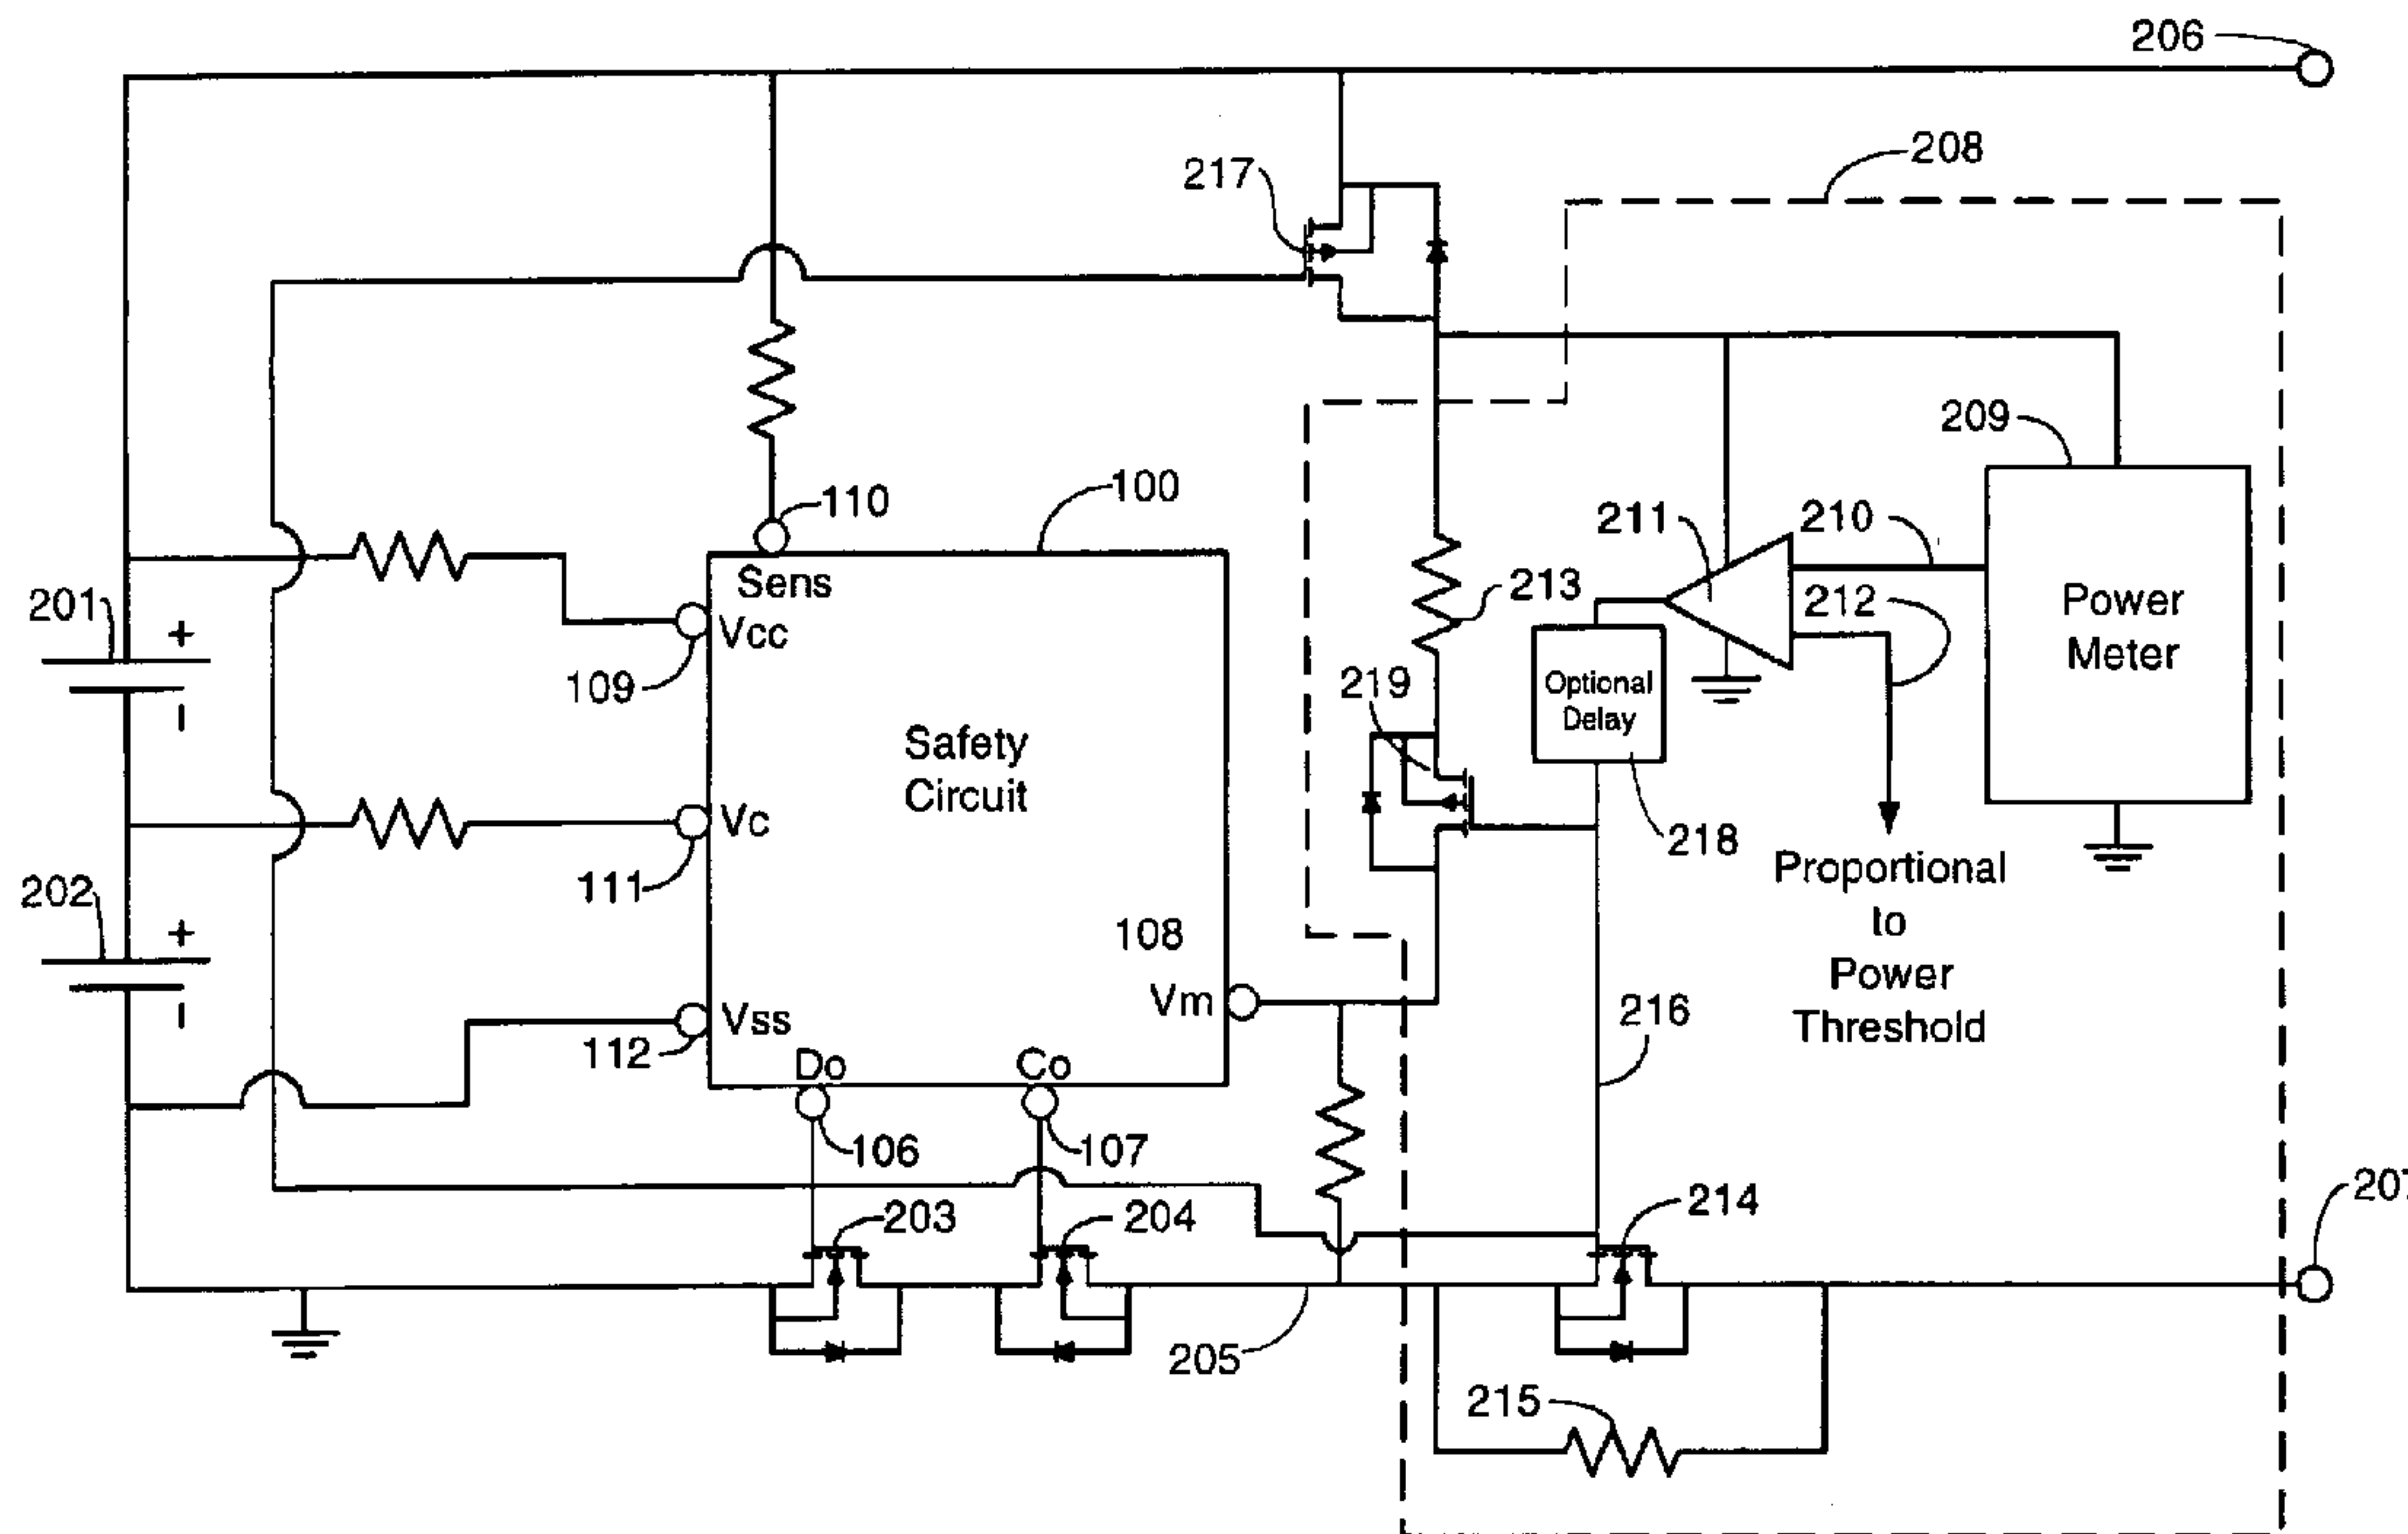 206
208
217
209
110
100
211
210
213
212
Sens
Vcc
201
+
-
109
Power
Meter
219
Optional
Delay
Safety
Circuit
218
Vc
111
Proportional
to
Power
Threshold
202
+
-
108
Vm
216
Vss
112
Do
Co
106
107
203
204
214
207
205
215